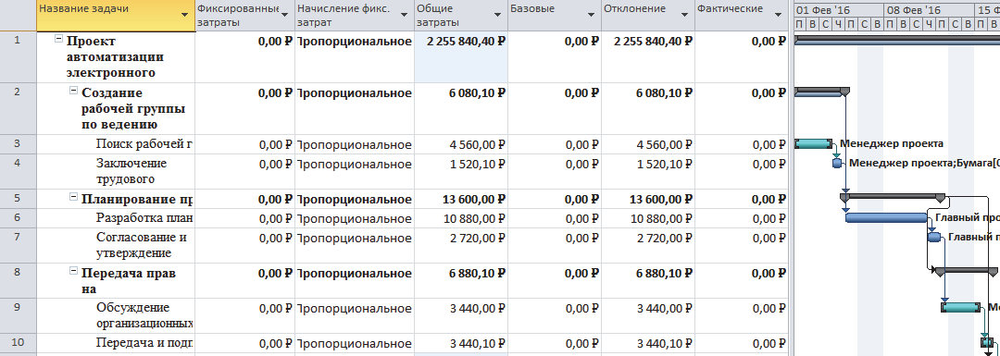 Название задачи Фиксированные затраты Начисление фикс. затрат Общие затраты Базовые Отклонение Фактические 01 Фев '16 08 Фев '16 15 Ф
П В С Ч П С В П В С Ч П С В П В
1 Проект автоматизации электронного 0,00 ₽ Пропорциональное 2 255 840,40 ₽ 0,00 ₽ 2 255 840,40 ₽ 0,00 ₽
2 Создание рабочей группы по ведению 0,00 ₽ Пропорциональное 6 080,10 ₽ 0,00 ₽ 6 080,10 ₽ 0,00 ₽
3 Поиск рабочей г 0,00 ₽ Пропорциональное 4 560,00 ₽ 0,00 ₽ 4 560,00 ₽ 0,00 ₽ Менеджер проекта
4 Заключение трудового 0,00 ₽ Пропорциональное 1 520,10 ₽ 0,00 ₽ 1 520,10 ₽ 0,00 ₽ Менеджер проекта;Бумага[0
5 Планирование пр 0,00 ₽ Пропорциональное 13 600,00 ₽ 0,00 ₽ 13 600,00 ₽ 0,00 ₽
6 Разработка план 0,00 ₽ Пропорциональное 10 880,00 ₽ 0,00 ₽ 10 880,00 ₽ 0,00 ₽ Главный про
7 Согласование и утверждение 0,00 ₽ Пропорциональное 2 720,00 ₽ 0,00 ₽ 2 720,00 ₽ 0,00 ₽ Главный п
8 Передача прав на 0,00 ₽ Пропорциональное 6 880,10 ₽ 0,00 ₽ 6 880,10 ₽ 0,00 ₽
9 Обсуждение организационных 0,00 ₽ Пропорциональное 3 440,00 ₽ 0,00 ₽ 3 440,00 ₽ 0,00 ₽ Ме
10 Передача и подп 0,00 ₽ Пропорциональное 3 440,10 ₽ 0,00 ₽ 3 440,10 ₽ 0,00 ₽